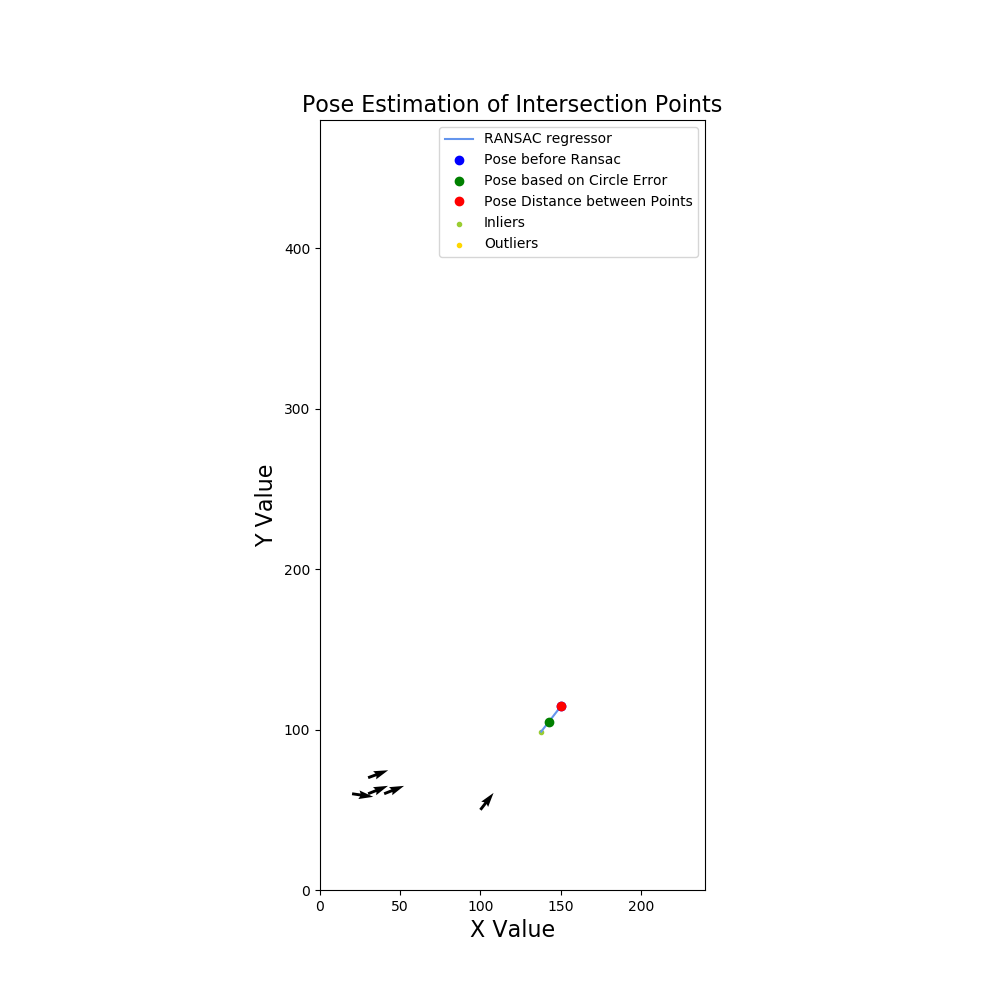 Pose Estimation of Intersection Points
RANSAC regressor
Pose before Ransac
Pose based on Circle Error
Pose Distance between Points
Inliers
Outliers
400
300
200
100
0
Y Value
0 50 100 150 200
X Value